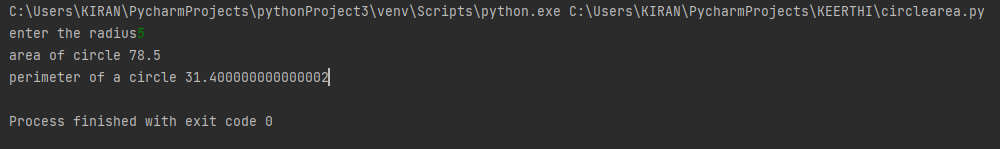 C:\Users\KIRAN\PycharmProjects\pythonProject3\venv\Scripts\python.exe C:\Users\KIRAN\PycharmProjects\KEERTHI\circlearea.py
enter the radius5
area of circle 78.5
perimeter of a circle 31.400000000000002
Process finished with exit code 0